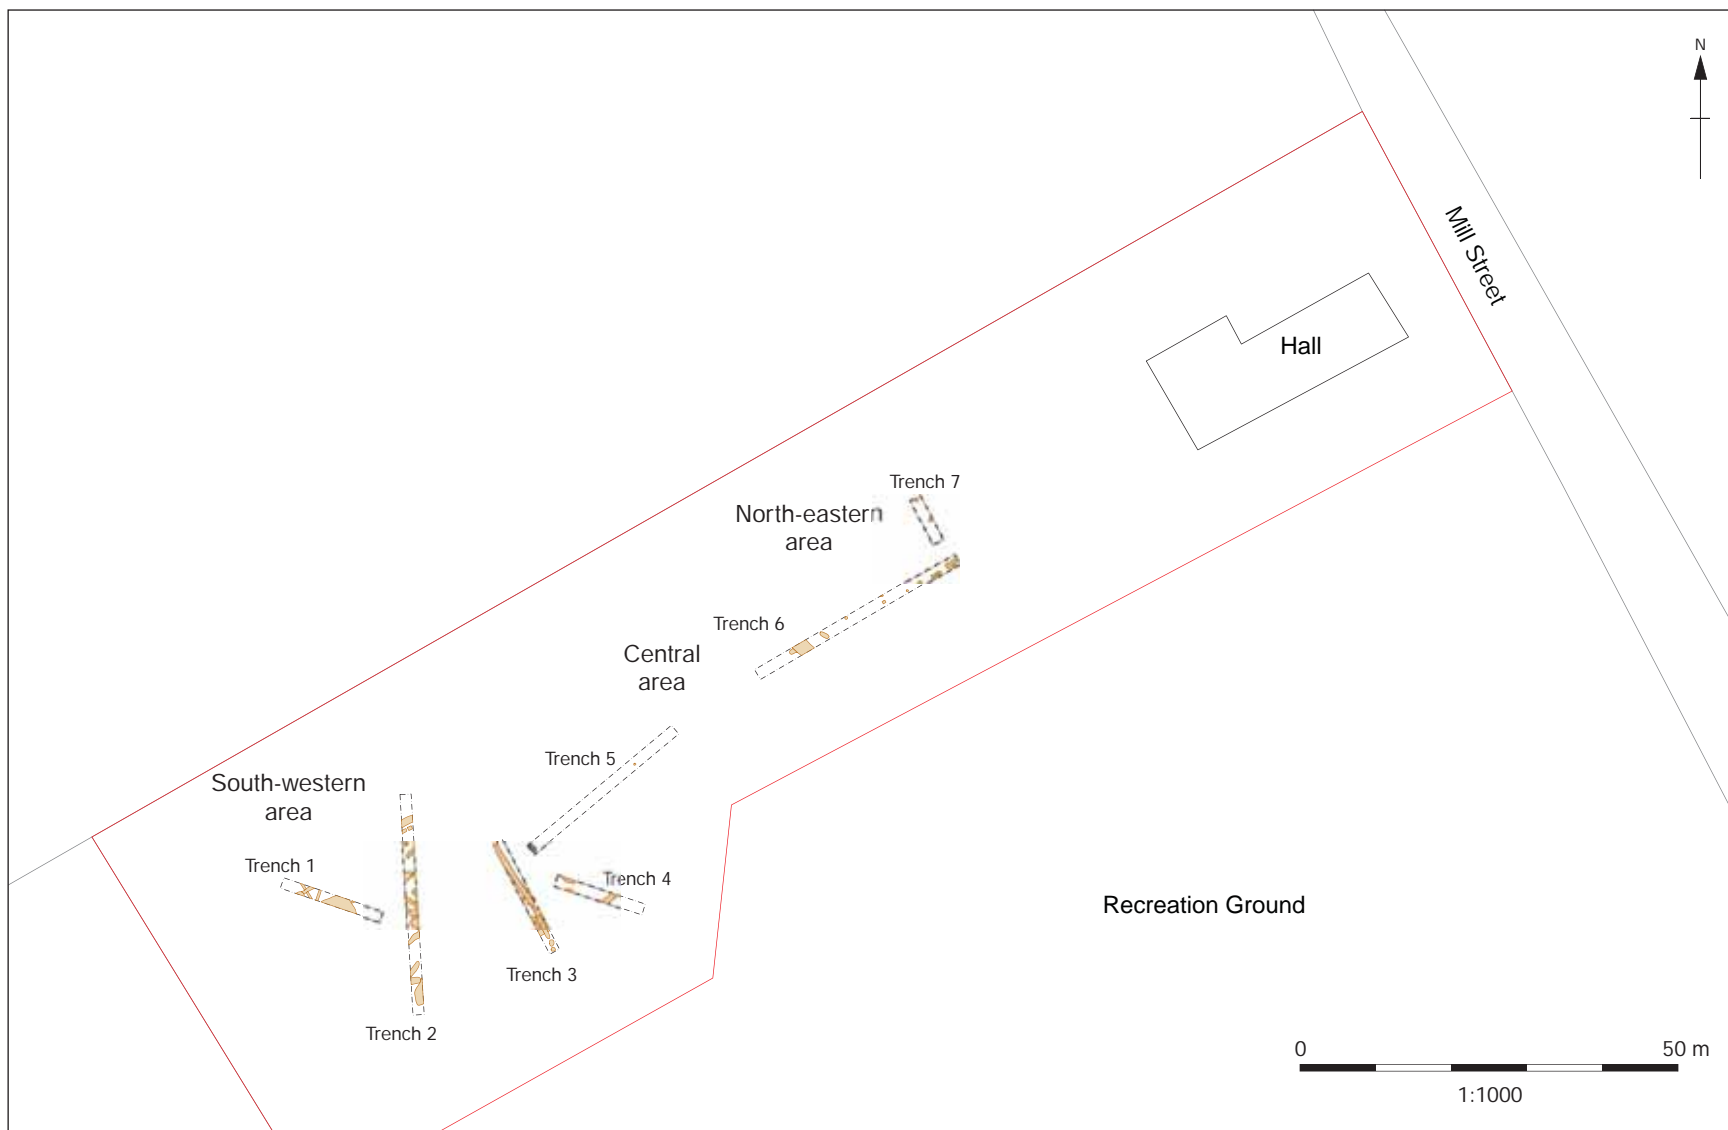 N
Mill Street
Hall
Trench 7
North-eastern
area
Trench 6
Central
area
Trench 5
South-western
area
Trench 1
Trench 4
Recreation Ground
Trench 3
Trench 2
0 50 m
1:1000